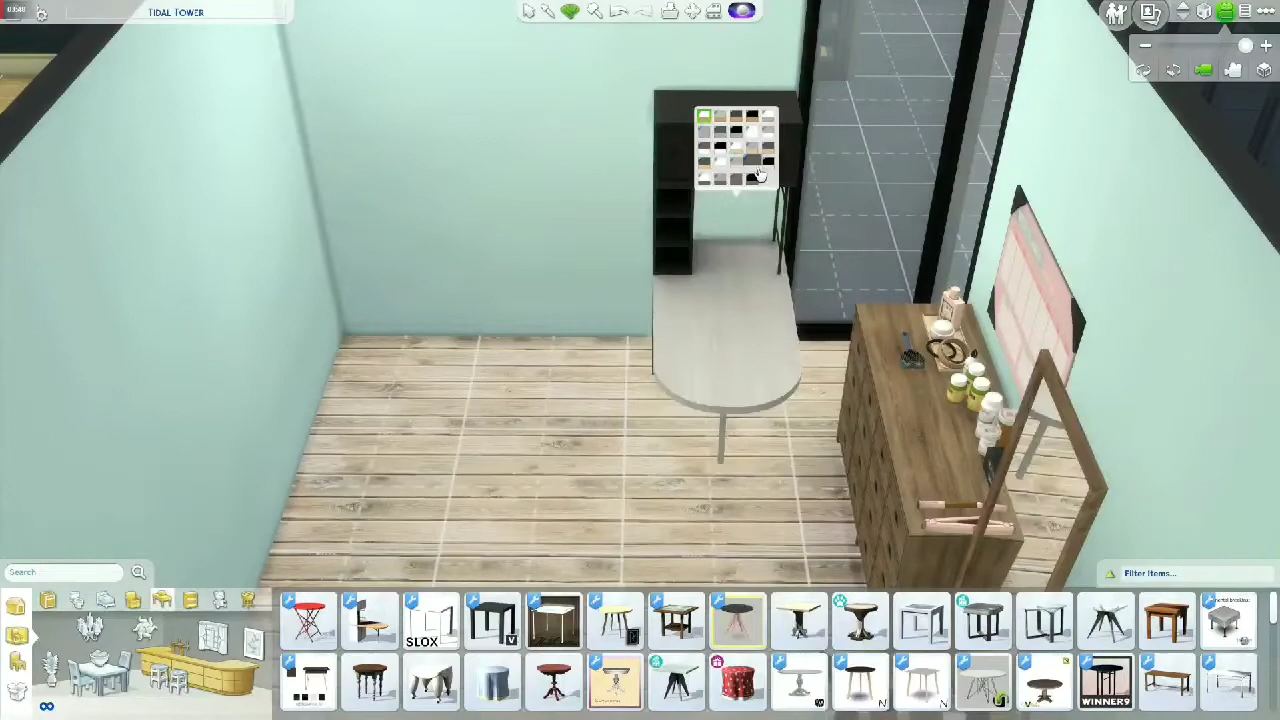 TIDAL TOWER
Search
Filter Items...
SLOX
V
N
N
WINNER9